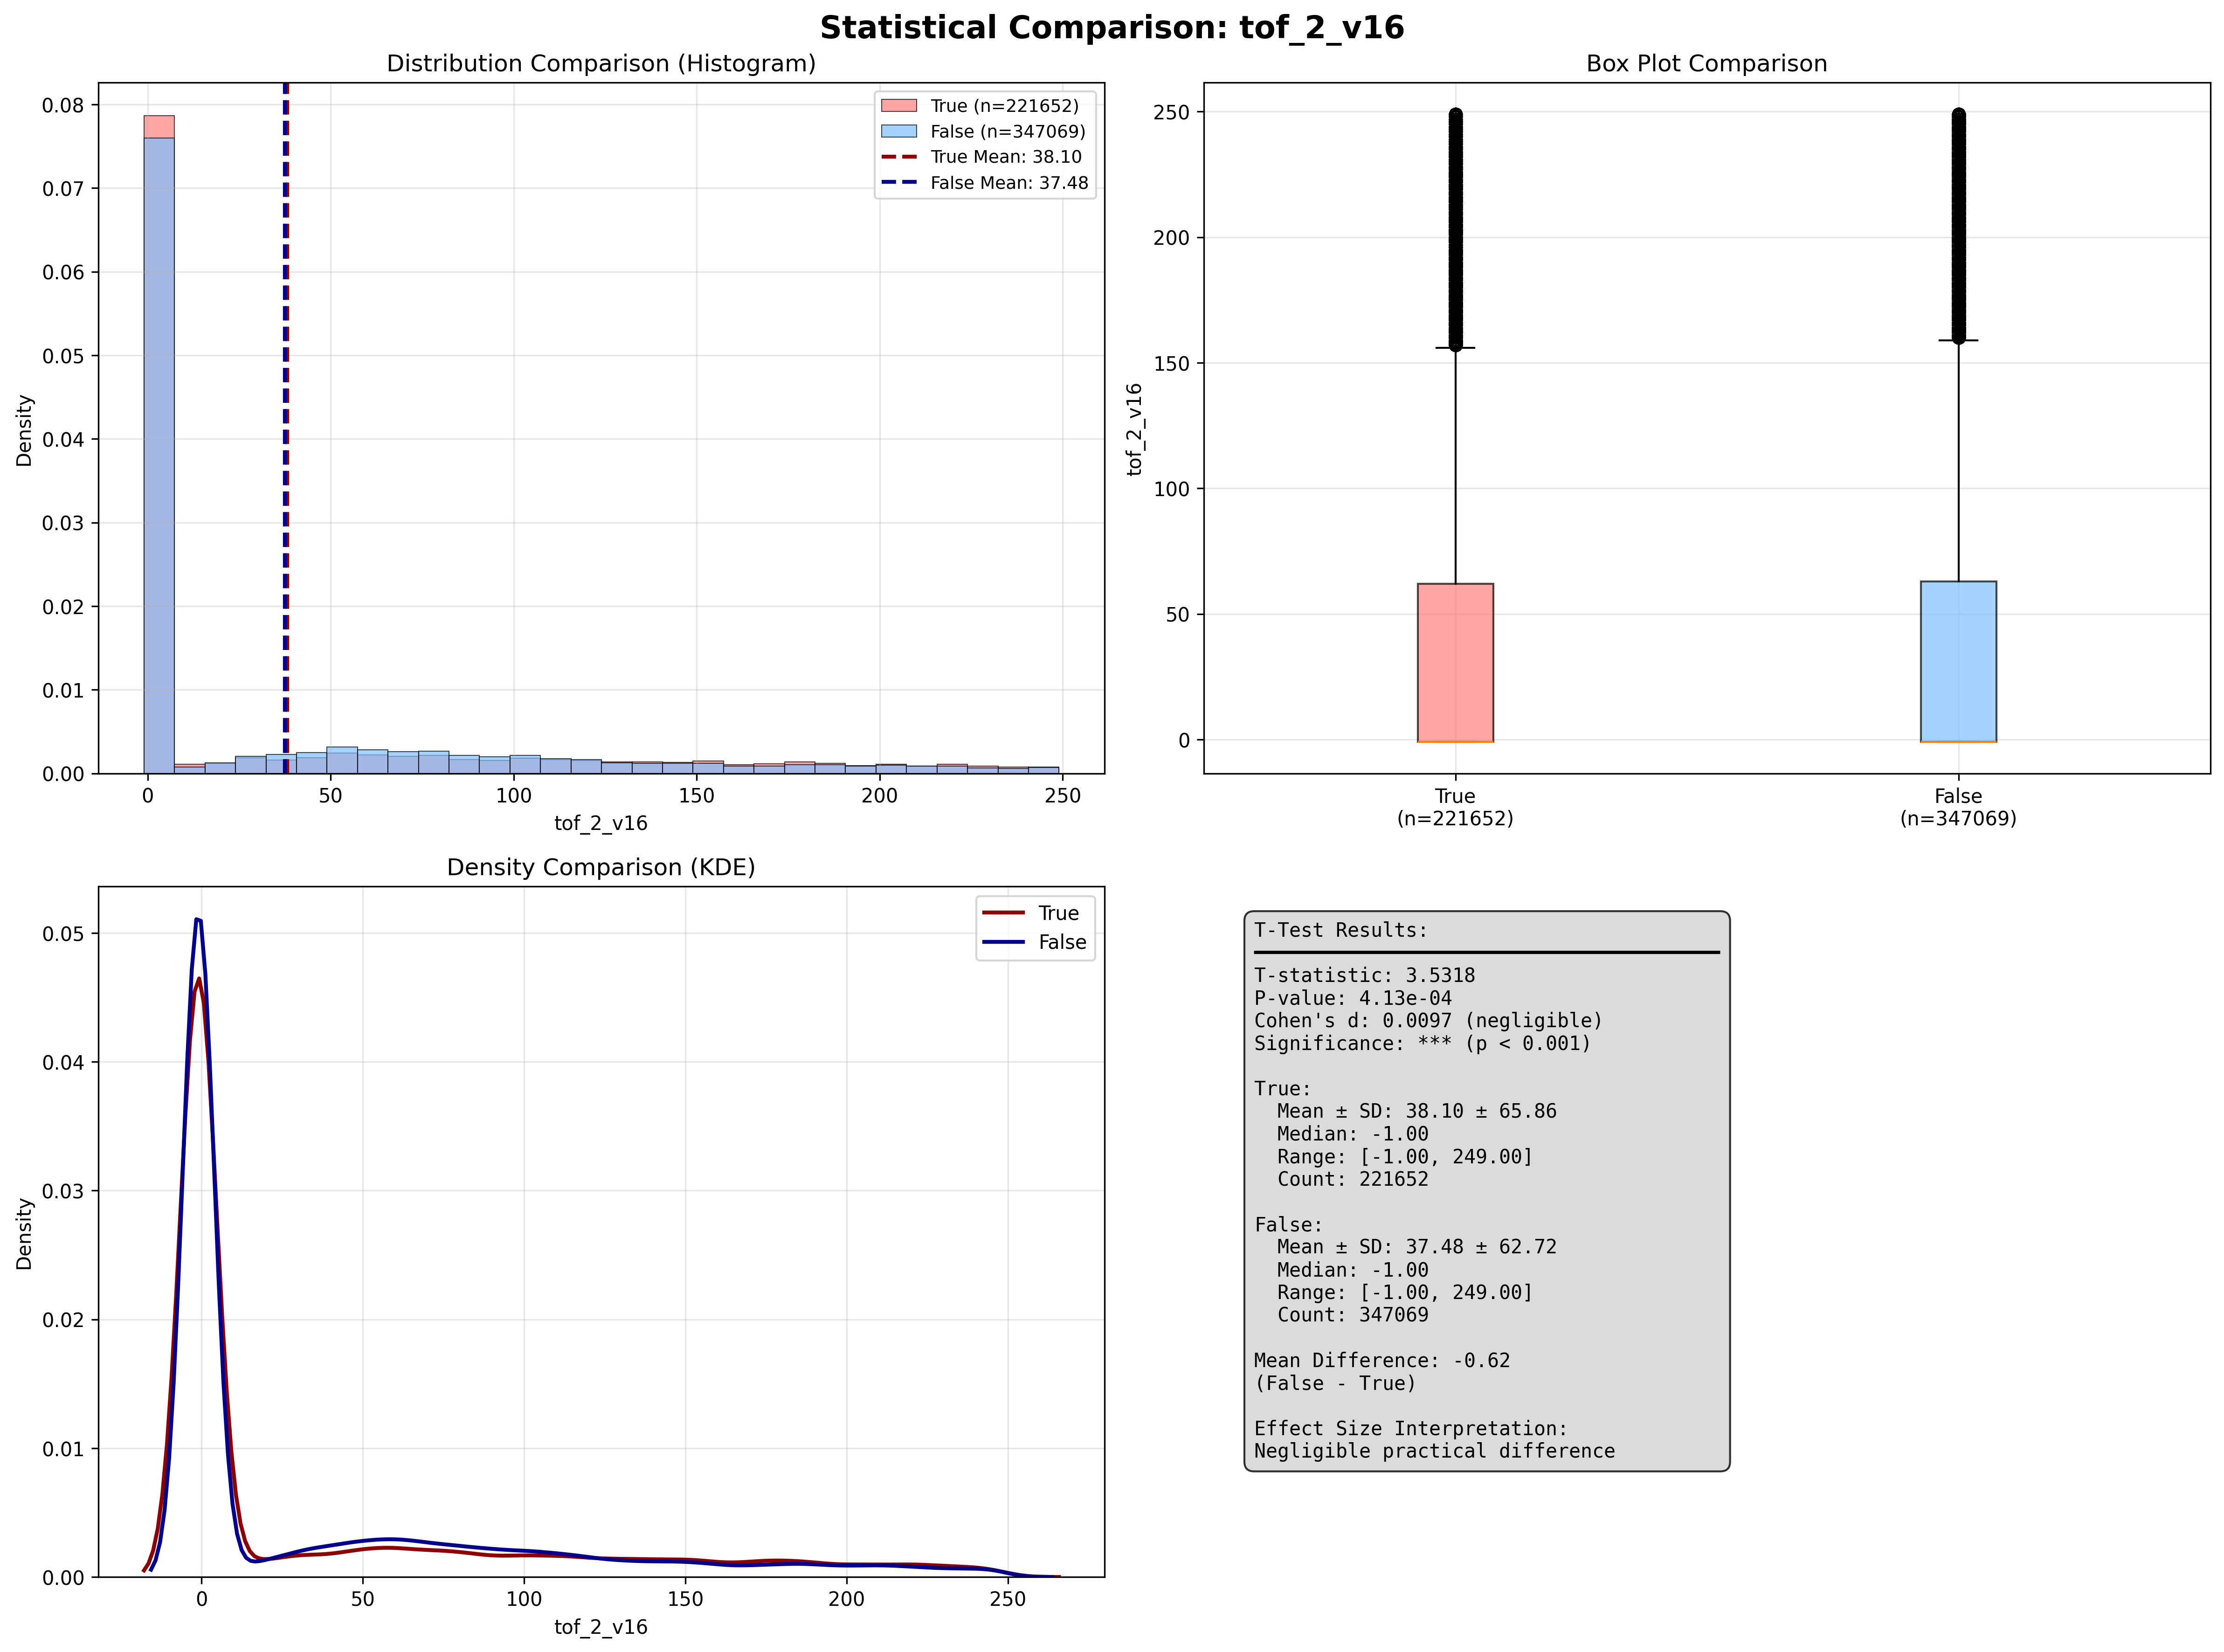 Statistical Comparison: tof_2_v16
Distribution Comparison (Histogram)
Density
0.08
0.07
0.06
0.05
0.04
0.03
0.02
0.01
0.00
0 50 100 150 200 250
tof_2_v16
True (n=221652)
False (n=347069)
True Mean: 38.10
False Mean: 37.48
Box Plot Comparison
tof_2_v16
250
200
150
100
50
0
True False
(n=221652) (n=347069)
Density Comparison (KDE)
Density
0.05
0.04
0.03
0.02
0.01
0.00
0 50 100 150 200 250
tof_2_v16
True
False
T-Test Results:
T-statistic: 3.5318
P-value: 4.13e-04
Cohen's d: 0.0097 (negligible)
Significance: *** (p < 0.001)
True:
Mean ± SD: 38.10 ± 65.86
Median: -1.00
Range: [-1.00, 249.00]
Count: 221652
False:
Mean ± SD: 37.48 ± 62.72
Median: -1.00
Range: [-1.00, 249.00]
Count: 347069
Mean Difference: -0.62
(False - True)
Effect Size Interpretation:
Negligible practical difference